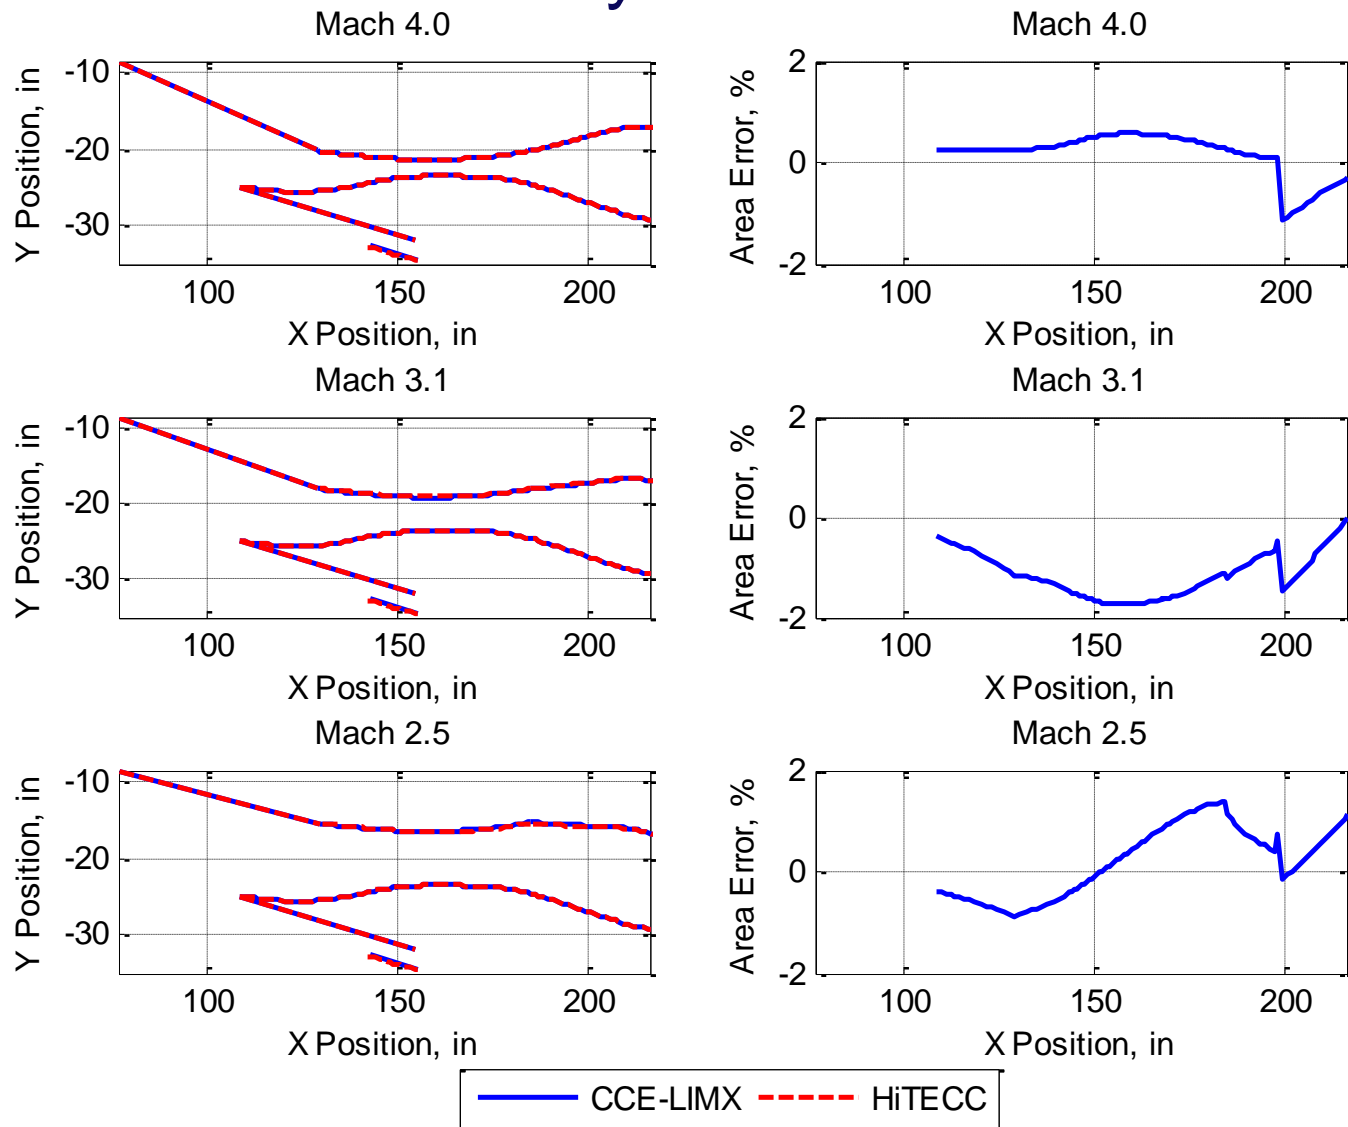 Mach 4.0
Mach 4.0
Y Position, in
-10
-20
-30
100
150
200
X Position, in
Area Error, %
2
0
-2
100
150
200
X Position, in
Mach 3.1
Mach 3.1
Y Position, in
-10
-20
-30
100
150
200
X Position, in
Area Error, %
2
0
-2
100
150
200
X Position, in
Mach 2.5
Mach 2.5
Y Position, in
-10
-20
-30
100
150
200
X Position, in
Area Error, %
2
0
-2
100
150
200
X Position, in
CCE-LIMX
HiTECC